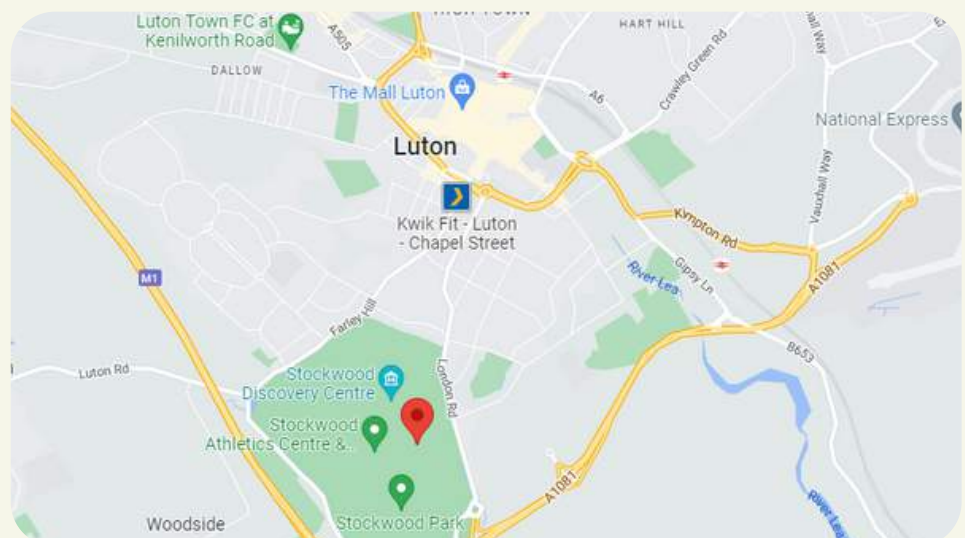 Luton Town FC at
Kenilworth Road
A505
HIGH TOWN
HART HILL
DALLOW
The Mall Luton
A6
Crawley Green Rd
National Express
Vauxhall Way
Luton
Kwik Fit - Luton
- Chapel Street
Kimpton Rd
Vauxhall Way
M1
River Lea
Gipsy Ln
A1081
Farley Hill
B653
Luton Rd
Stockwood
Discovery Centre
London Rd
Stockwood
Athletics Centre &..
A1081
Stockwood Park
Woodside
River Lea